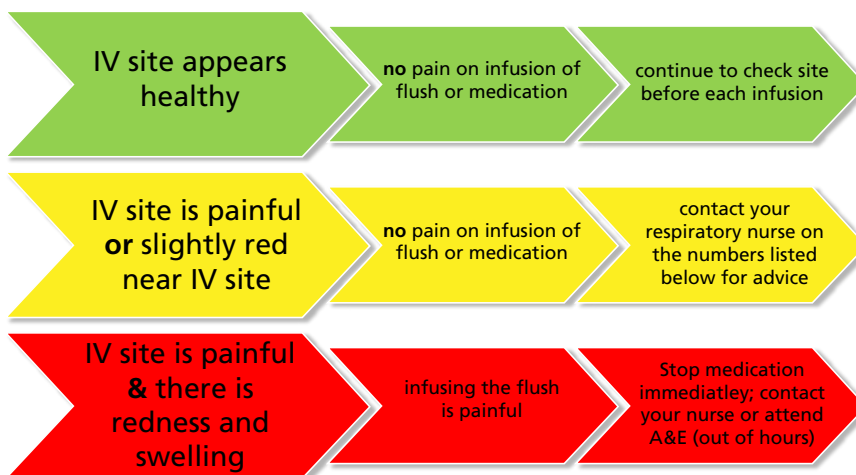 IV site appears
healthy
no pain on infusion of
flush or medication
continue to check site
before each infusion
IV site is painful
or slightly red
near IV site
no pain on infusion of
flush or medication
contact your
respiratory nurse on
the numbers listed
below for advice
IV site is painful
& there is
redness and
swelling
infusing the flush
is painful
Stop medication
immediatley; contact
your nurse or attend
A&E (out of hours)